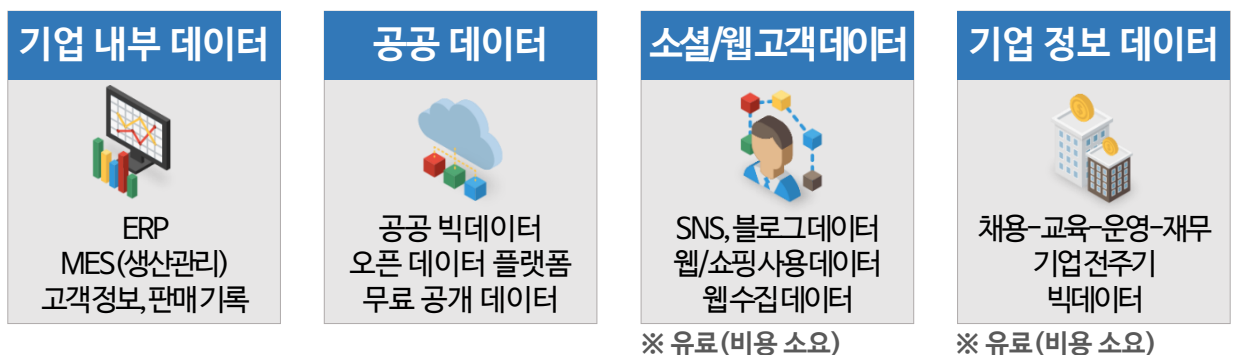 기업 내부 데이터
ERP
MES(생산관리)
고객정보, 판매 기록
공공 데이터
공공 빅데이터
오픈 데이터 플랫폼
무료 공개 데이터
소셜/웹 고객 데이터
SNS, 블로그 데이터
웹/쇼핑 사용 데이터
웹 수집 데이터
※ 유료(비용 소요)
기업 정보 데이터
채용-교육-운영-재무
기업 전주기
빅데이터
※ 유료(비용 소요)